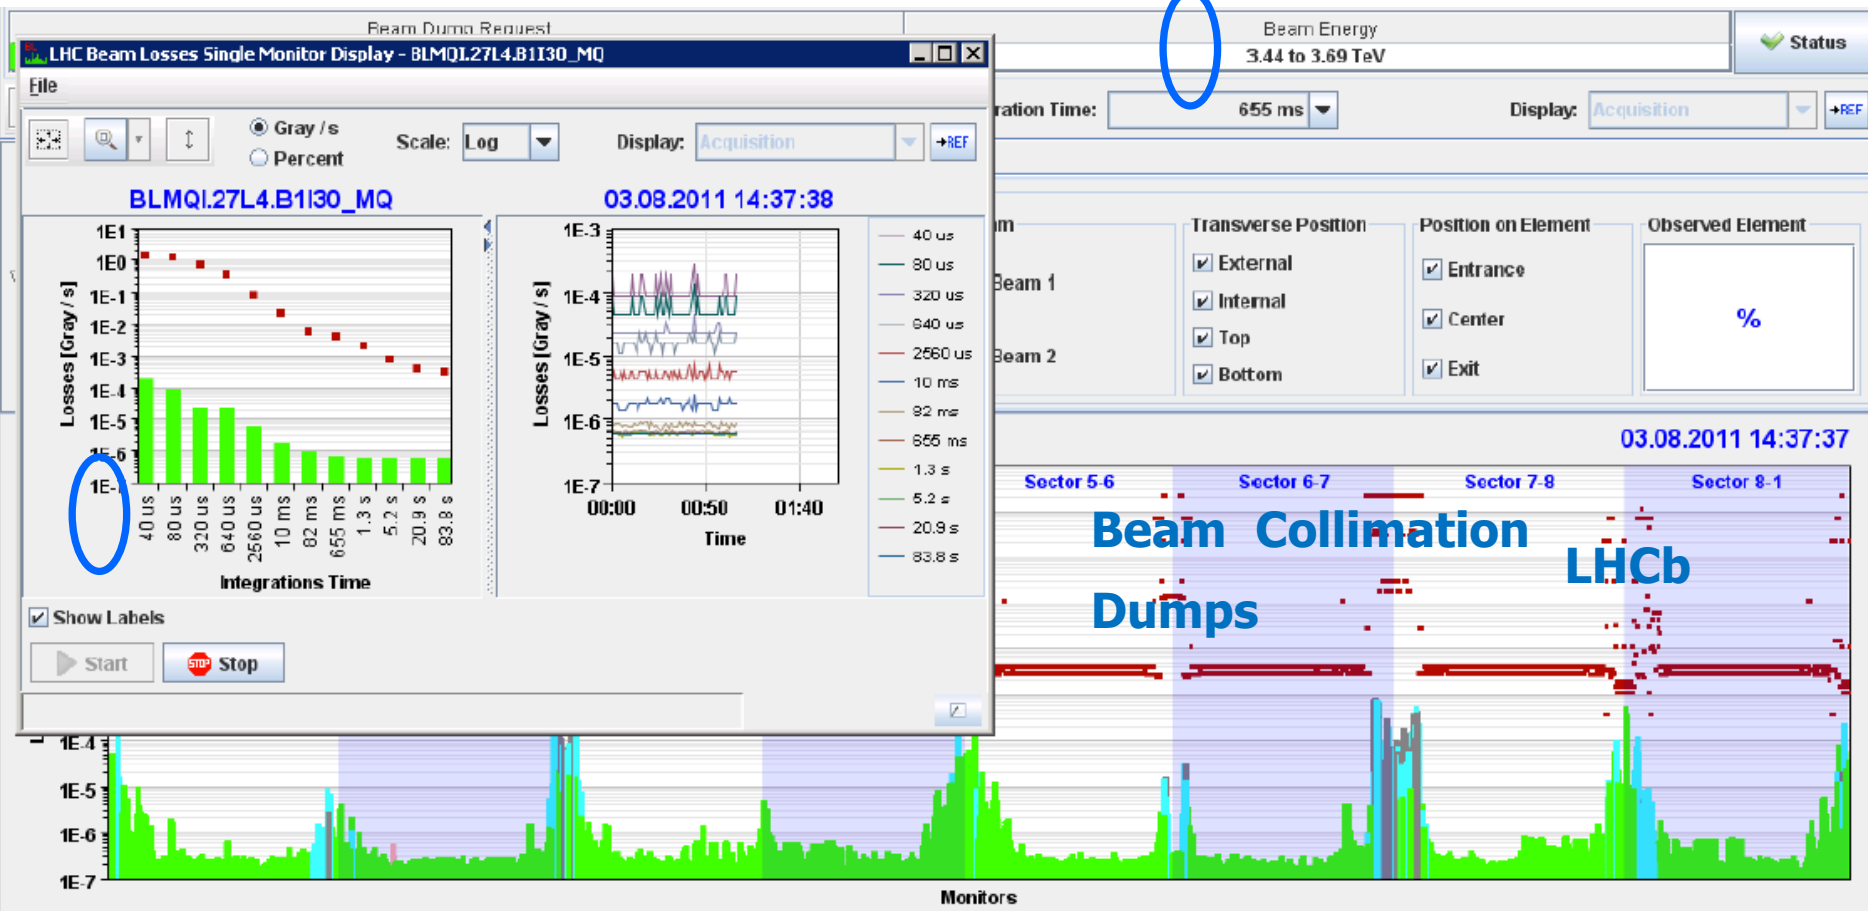 Beam Dump Request
Beam Energy
3.44 to 3.69 TeV
Status
LHC Beam Losses Single Monitor Display - BLMQI.27L4.B1I30_MQ
File
Gray / s
Percent
Scale: Log
Display: Acquisition
REF
ration Time: 655 ms
Display: Acquisition
REF
BLMQI.27L4.B1I30_MQ
03.08.2011 14:37:38
Losses [Gray / s]
1E1
1E0
1E-1
1E-2
1E-3
1E-4
1E-5
1E-6
40 us
80 us
320 us
640 us
2560 us
10 ms
82 ms
655 ms
1.3 s
5.2 s
20.9 s
83.8 s
Integrations Time
Losses [Gray / s]
1E-3
1E-4
1E-5
1E-6
1E-7
00:00 00:50 01:40
Time
40 us
80 us
320 us
640 us
2560 us
10 ms
82 ms
655 ms
1.3 s
5.2 s
20.9 s
83.8 s
Show Labels
Start
STOP Stop
Beam 1
Beam 2
Transverse Position
External
Internal
Top
Bottom
Position on Element
Entrance
Center
Exit
Observed Element
%
03.08.2011 14:37:37
Sector 5-6 Sector 6-7 Sector 7-8 Sector 8-1
Beam Collimation
LHCb
Dumps
1E-4
1E-5
1E-6
1E-7
Monitors